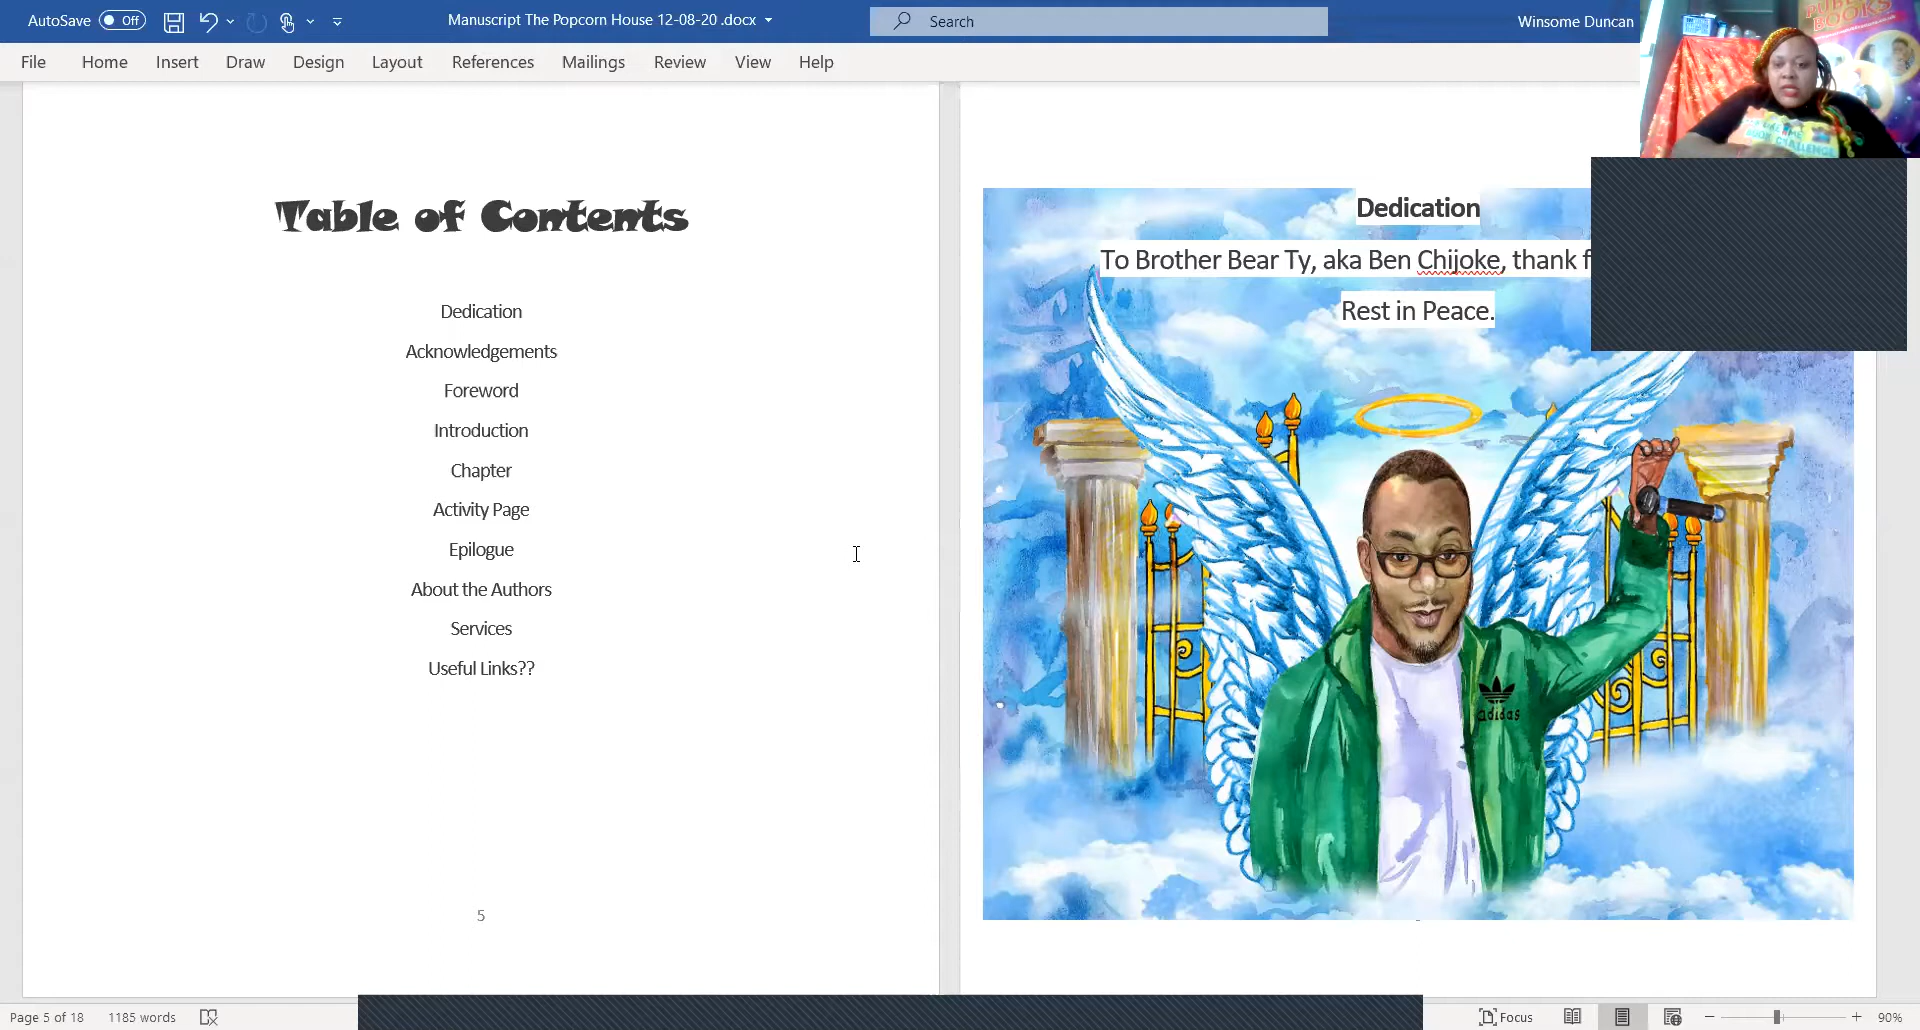 AutoSave Off Manuscript The Popcorn House 12-08-20 .docx Search Winsome Duncan
File Home Insert Draw Design Layout References Mailings Review View Help
Table of Contents
Dedication
Acknowledgements
Foreword
Introduction
Chapter
Activity Page
Epilogue
About the Authors
Services
Useful Links??
5
Dedication
To Brother Bear Ty, aka Ben Chijoke, thank f
Rest in Peace.
adidas
BOOKS
BOOK CHALLENGE
Page 5 of 18 1185 words Focus 90%